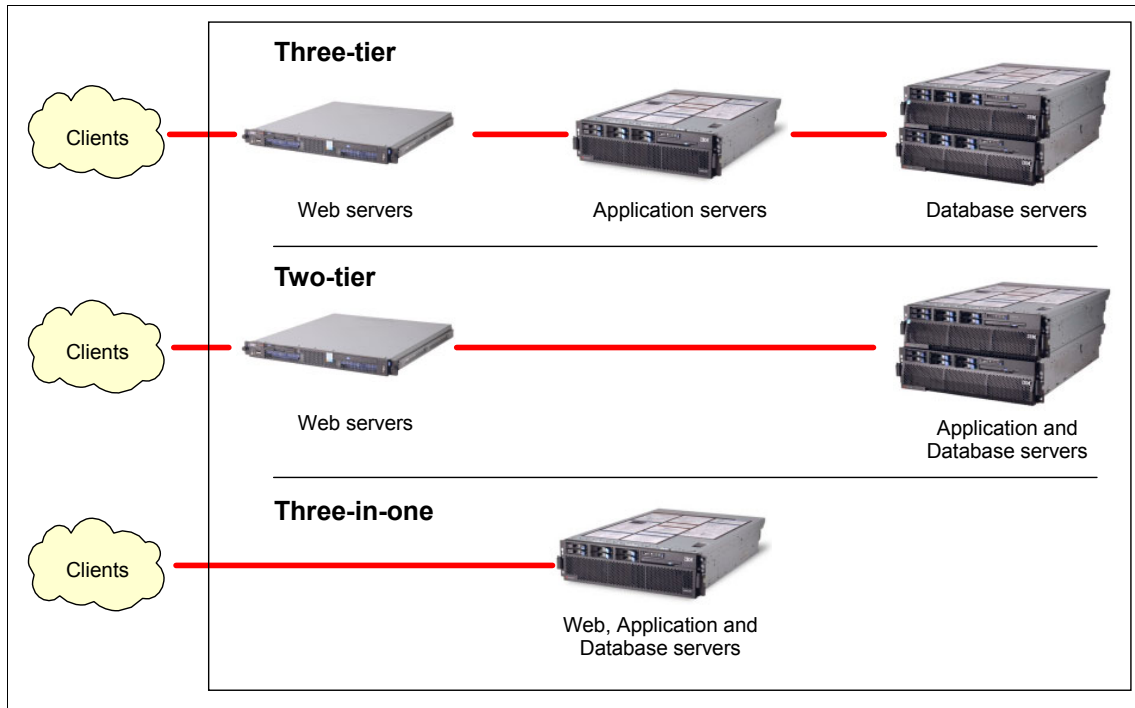 Three-tier
Clients
Web servers
Application servers
Database servers
Two-tier
Clients
Web servers
Application and
Database servers
Three-in-one
Clients
Web, Application and
Database servers